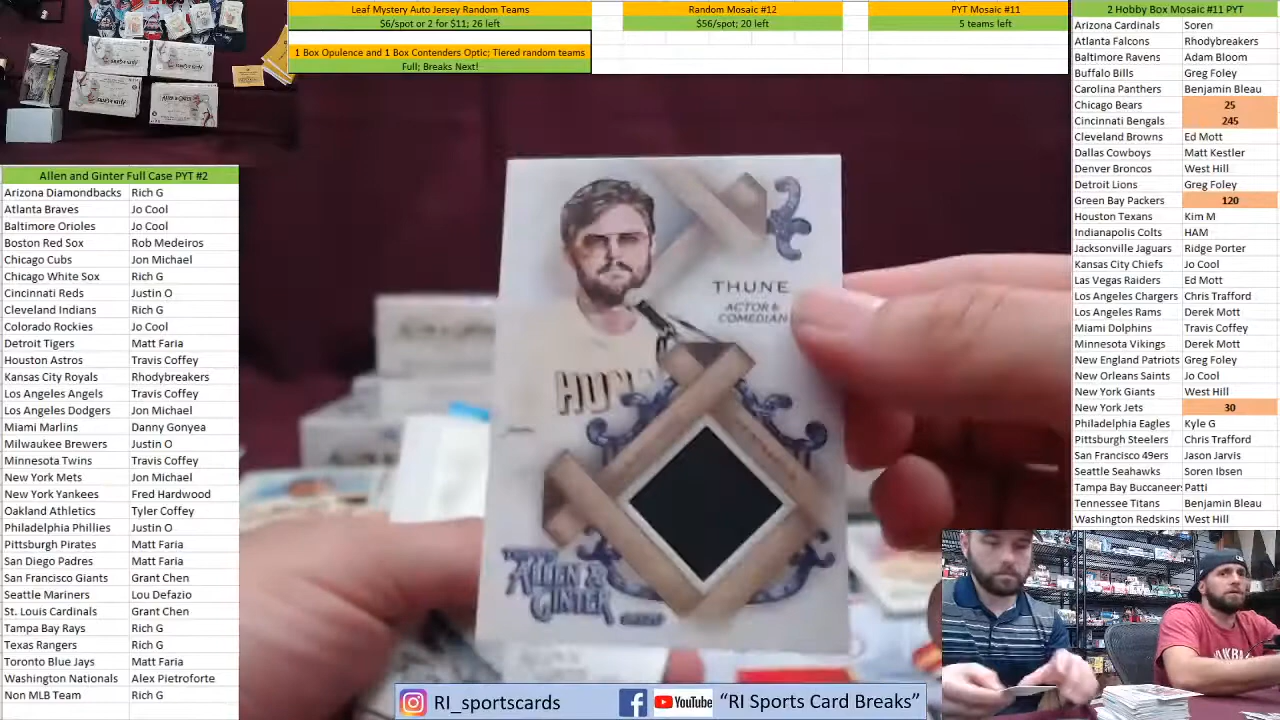 Leaf Mystery Auto Jersey Random Teams
$6/spot or 2 for $11; 26 left
1 Box Opulence and 1 Box Contenders Optic; Tiered random teams
Full; Breaks Next!
Random Mosaic #12
$56/spot; 20 left
PYT Mosaic #11
5 teams left
2 Hobby Box Mosaic #11 PYT
Arizona Cardinals Soren
Atlanta Falcons Rhodybreakers
Baltimore Ravens Adam Bloom
Buffalo Bills Greg Foley
Carolina Panthers Benjamin Bleau
Chicago Bears 25
Cincinnati Bengals 245
Cleveland Browns Ed Mott
Dallas Cowboys Matt Kestler
Denver Broncos West Hill
Detroit Lions Greg Foley
Green Bay Packers 120
Houston Texans Kim M
Indianapolis Colts HAM
Jacksonville Jaguars Ridge Porter
Kansas City Chiefs Jo Cool
Las Vegas Raiders Ed Mott
Los Angeles Chargers Chris Trafford
Los Angeles Rams Derek Mott
Miami Dolphins Travis Coffey
Minnesota Vikings Derek Mott
New England Patriots Greg Foley
New Orleans Saints Jo Cool
New York Giants West Hill
New York Jets 30
Philadelphia Eagles Kyle G
Pittsburgh Steelers Chris Trafford
San Francisco 49ers Jason Jarvis
Seattle Seahawks Soren Ibsen
Tampa Bay Buccaneer Patti
Tennessee Titans Benjamin Bleau
Washington Redskins West Hill
Allen and Ginter Full Case PYT #2
Arizona Diamondbacks Rich G
Atlanta Braves Jo Cool
Baltimore Orioles Jo Cool
Boston Red Sox Rob Medeiros
Chicago Cubs Jon Michael
Chicago White Sox Rich G
Cincinnati Reds Justin O
Cleveland Indians Rich G
Colorado Rockies Jo Cool
Detroit Tigers Matt Faria
Houston Astros Travis Coffey
Kansas City Royals Rhodybreakers
Los Angeles Angels Travis Coffey
Los Angeles Dodgers Jon Michael
Miami Marlins Danny Gonyea
Milwaukee Brewers Justin O
Minnesota Twins Travis Coffey
New York Mets Jon Michael
New York Yankees Fred Hardwood
Oakland Athletics Tyler Coffey
Philadelphia Phillies Justin O
Pittsburgh Pirates Matt Faria
San Diego Padres Matt Faria
San Francisco Giants Grant Chen
Seattle Mariners Lou Defazio
St. Louis Cardinals Grant Chen
Tampa Bay Rays Rich G
Texas Rangers Rich G
Toronto Blue Jays Matt Faria
Washington Nationals Alex Pietroforte
Non MLB Team Rich G
THUNE
ACTOR &
COMEDIAN
HU
TOPPS
ALLEN &
GINTER
RI_sportscards
YouTube
"RI Sports Card Breaks"